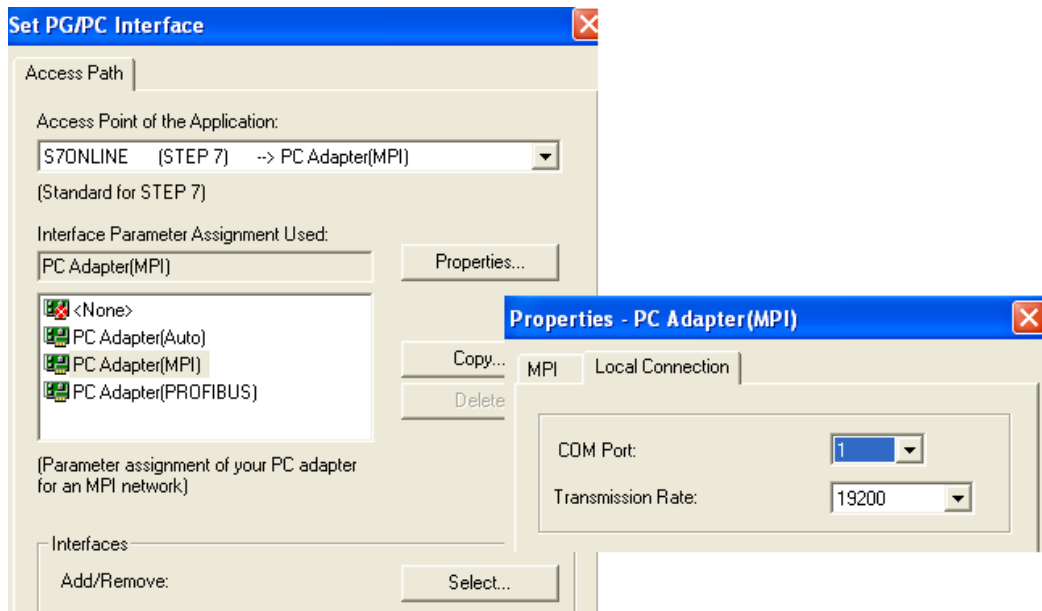 Set PG/PC Interface
Access Path
Access Point of the Application:
S7ONLINE (STEP 7) --> PC Adapter(MPI)
(Standard for STEP 7)
Interface Parameter Assignment Used:
PC Adapter(MPI)
Properties...
<None>
PC Adapter(Auto)
PC Adapter(MPI)
PC Adapter(PROFIBUS)
Copy...
Delete
(Parameter assignment of your PC adapter
for an MPI network)
Interfaces
Add/Remove:
Select...
Properties - PC Adapter(MPI)
MPI
Local Connection
COM Port:
1
Transmission Rate:
19200